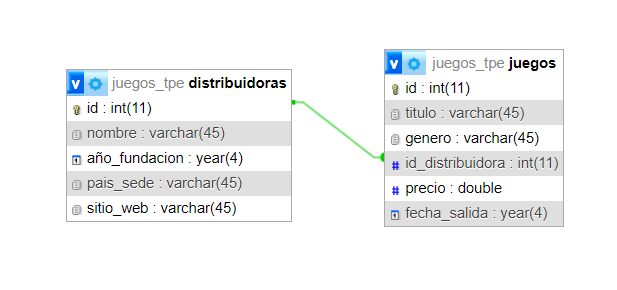 v juegos_tpe distribuidoras
id : int(11)
nombre : varchar(45)
año_fundacion : year(4)
pais_sede : varchar(45)
sitio_web : varchar(45)
v juegos_tpe juegos
id : int(11)
titulo : varchar(45)
genero : varchar(45)
# id_distribuidora : int(11)
# precio : double
fecha_salida : year(4)